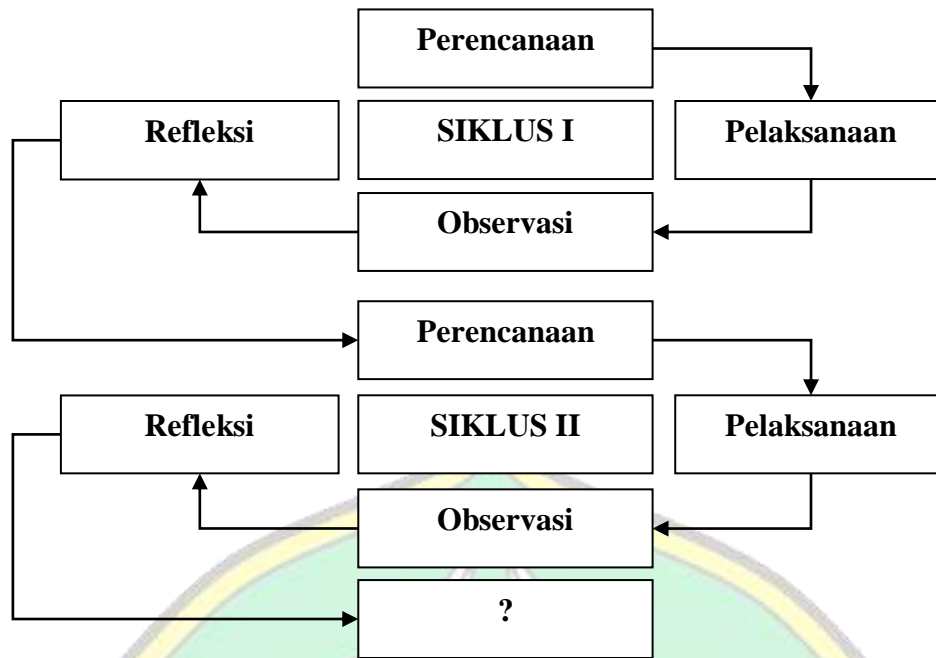 Perencanaan
Refleksi
SIKLUS I
Pelaksanaan
Observasi
Perencanaan
Refleksi
SIKLUS II
Pelaksanaan
Observasi
?